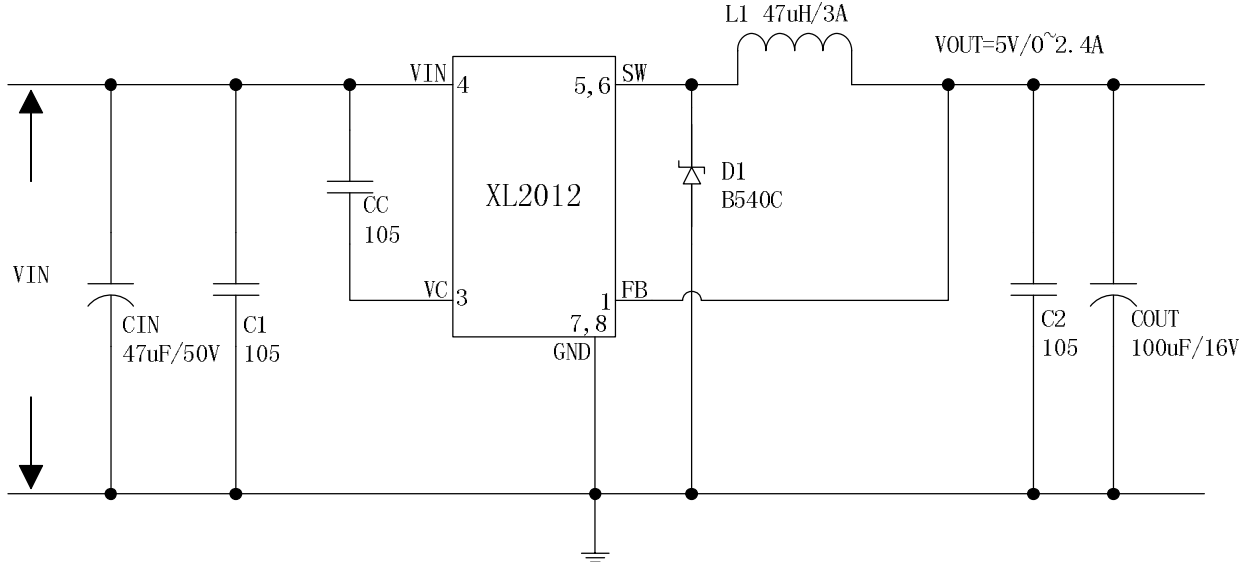 L1 47uH/3A
VOUT=5V/0~2.4A
VIN
4
5,6
SW
XL2012
D1
B540C
CC
105
VIN
VC
3
1
FB
7,8
GND
CIN
47uF/50V
C1
105
C2
105
COUT
100uF/16V